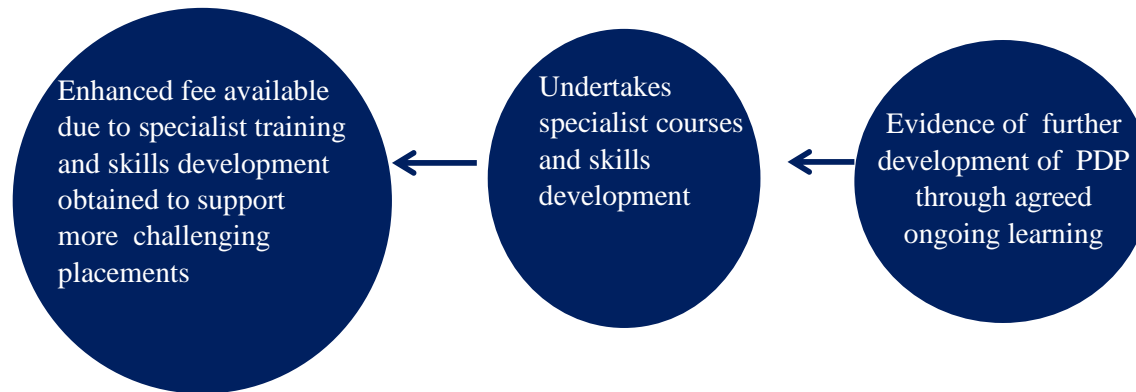 Enhanced fee available
due to specialist training
and skills development
obtained to support
more challenging
placements
Undertakes
specialist courses
and skills
development
Evidence of further
development of PDP
through agreed
ongoing learning